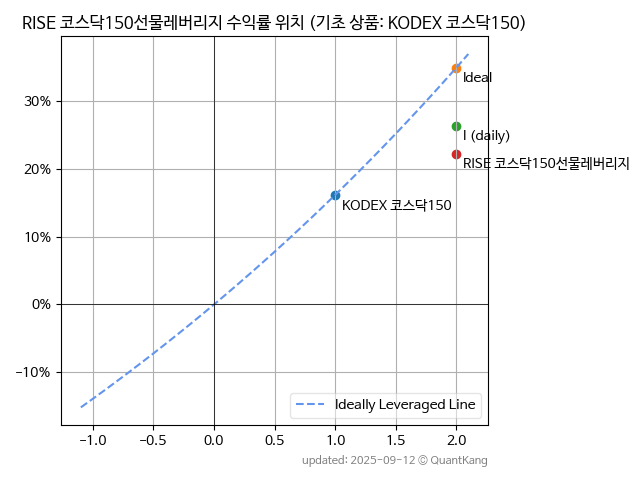 RISE 코스닥150선물레버리지 수익률 위치 (기초 상품: KODEX 코스닥150)
Ideal
I (daily)
RISE 코스닥150선물레버리지
KODEX 코스닥150
30%
20%
10%
0%
−10%
Ideally Leveraged Line
−1.0 −0.5 0.0 0.5 1.0 1.5 2.0
updated: 2025-09-12 © QuantKang